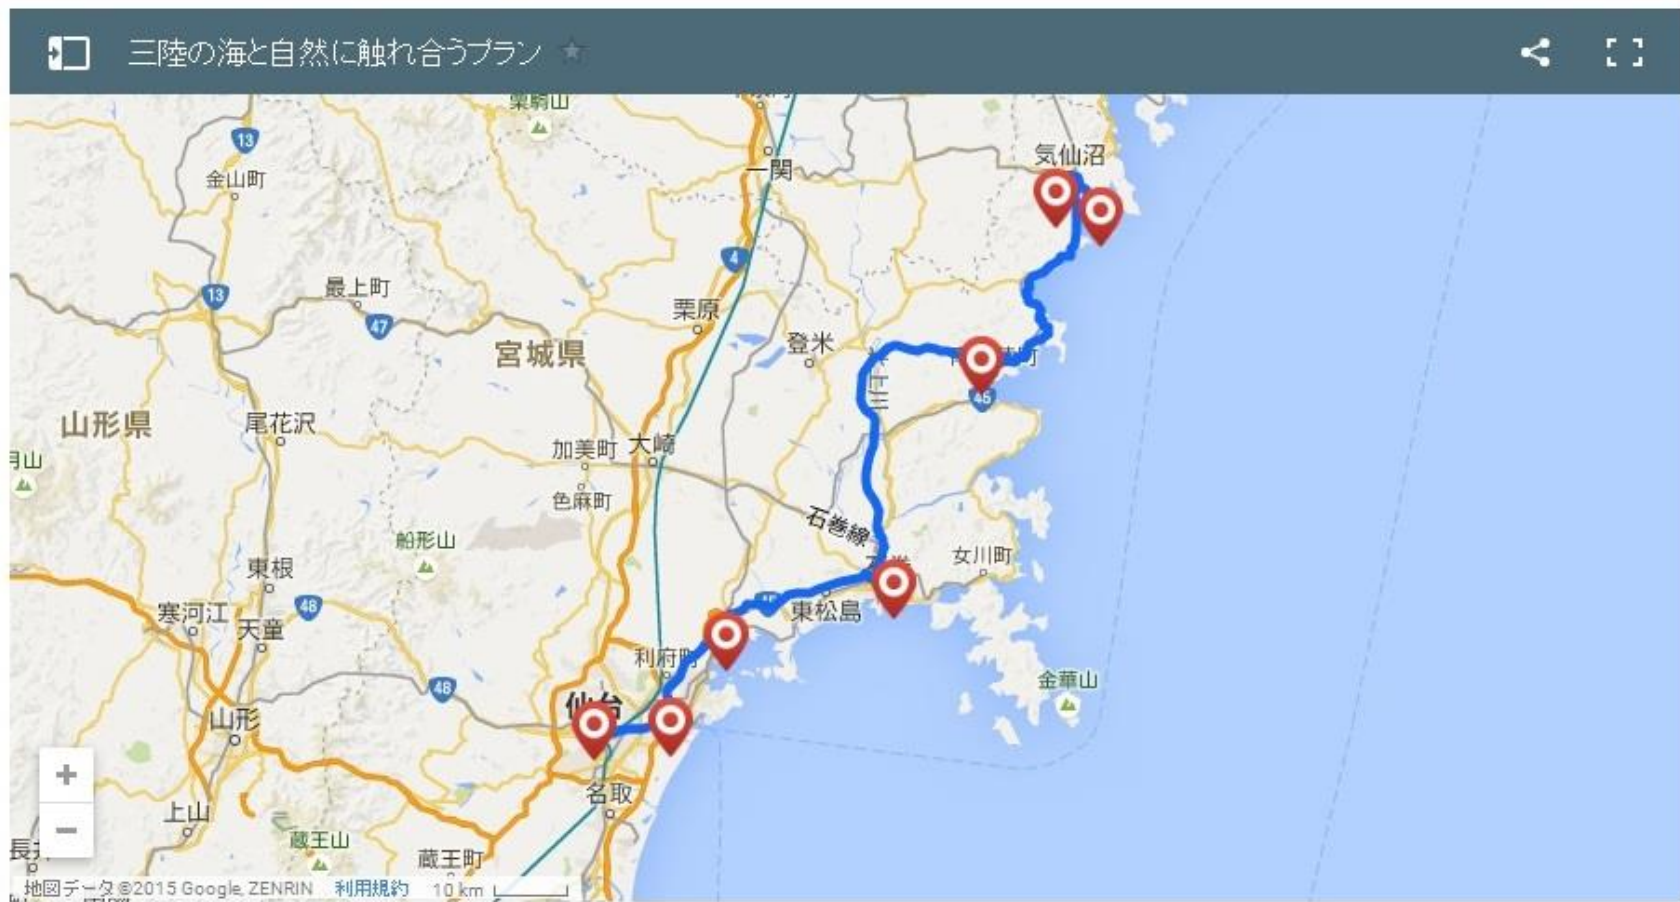 三陸の海と自然に触れ合うプラン
栗駒山
13
金山町
一関
気仙沼
4
13
最上町
47
栗原
宮城県
登米
山形県
尾花沢
45
加美町
大崎
月山
色麻町
石巻線
船形山
女川町
東根
48
寒河江
天童
東松島
利府町
金華山
48
仙台
山形
名取
上山
蔵王山
蔵王町
地図データ ©2015 Google, ZENRIN 利用規約 10 km